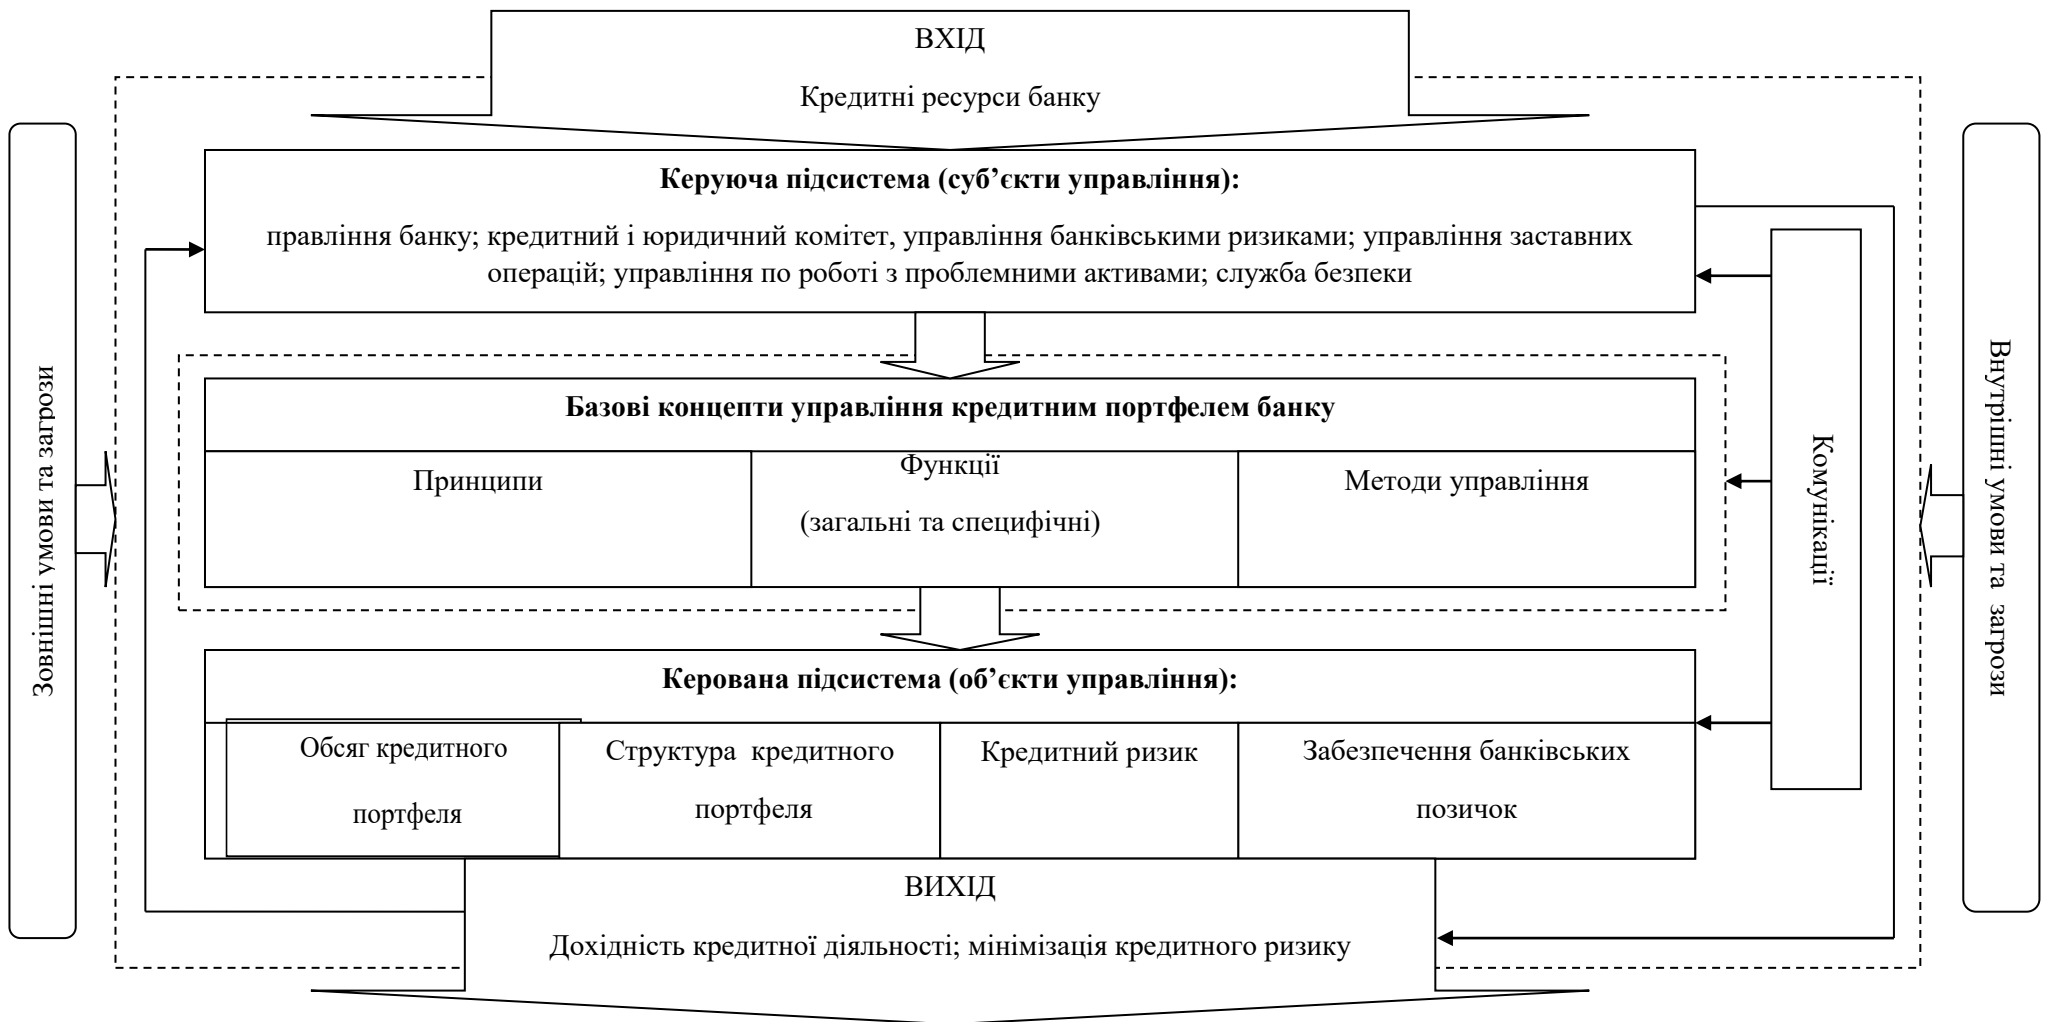 ВХІД
Кредитні ресурси банку
Керуюча підсистема (суб’єкти управління):
правління банку; кредитний і юридичний комітет, управління банківськими ризиками; управління заставних
операцій; управління по роботі з проблемними активами; служба безпеки
Зовнішні умови та загрози
Базові концепти управління кредитним портфелем банку
Принципи
Функції
(загальні та специфічні)
Методи управління
Комунікації
Внутрішні умови та загрози
Керована підсистема (об’єкти управління):
Обсяг кредитного
портфеля
Структура кредитного
портфеля
Кредитний ризик
Забезпечення банківських
позичок
ВИХІД
Дохідність кредитної діяльності; мінімізація кредитного ризику